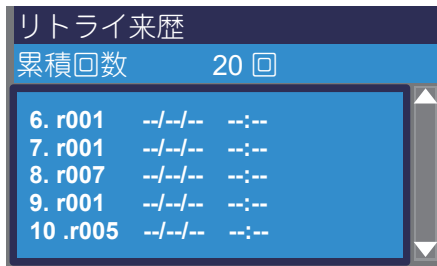 リトライ来歴
累積回数 20 回
6. r001 --/--/-- --:--
7. r001 --/--/-- --:--
8. r007 --/--/-- --:--
9. r001 --/--/-- --:--
10 .r005 --/--/-- --:--